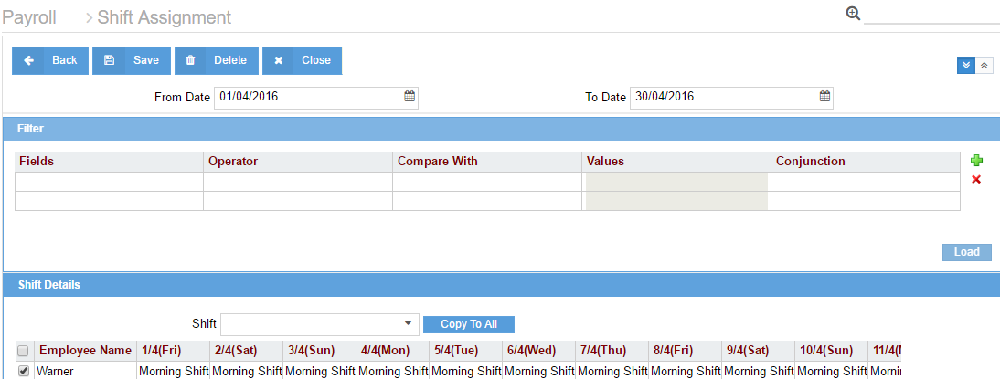 Payroll > Shift Assignment
Back Save Delete Close
From Date 01/04/2016 To Date 30/04/2016
Filter
Fields Operator Compare With Values Conjunction
Load
Shift Details
Shift Copy To All
Employee Name 1/4(Fri) 2/4(Sat) 3/4(Sun) 4/4(Mon) 5/4(Tue) 6/4(Wed) 7/4(Thu) 8/4(Fri) 9/4(Sat) 10/4(Sun) 11/4(
Warner Morning Shift Morning Shift Morning Shift Morning Shift Morning Shift Morning Shift Morning Shift Morning Shift Morning Shift Morning Shift Morni